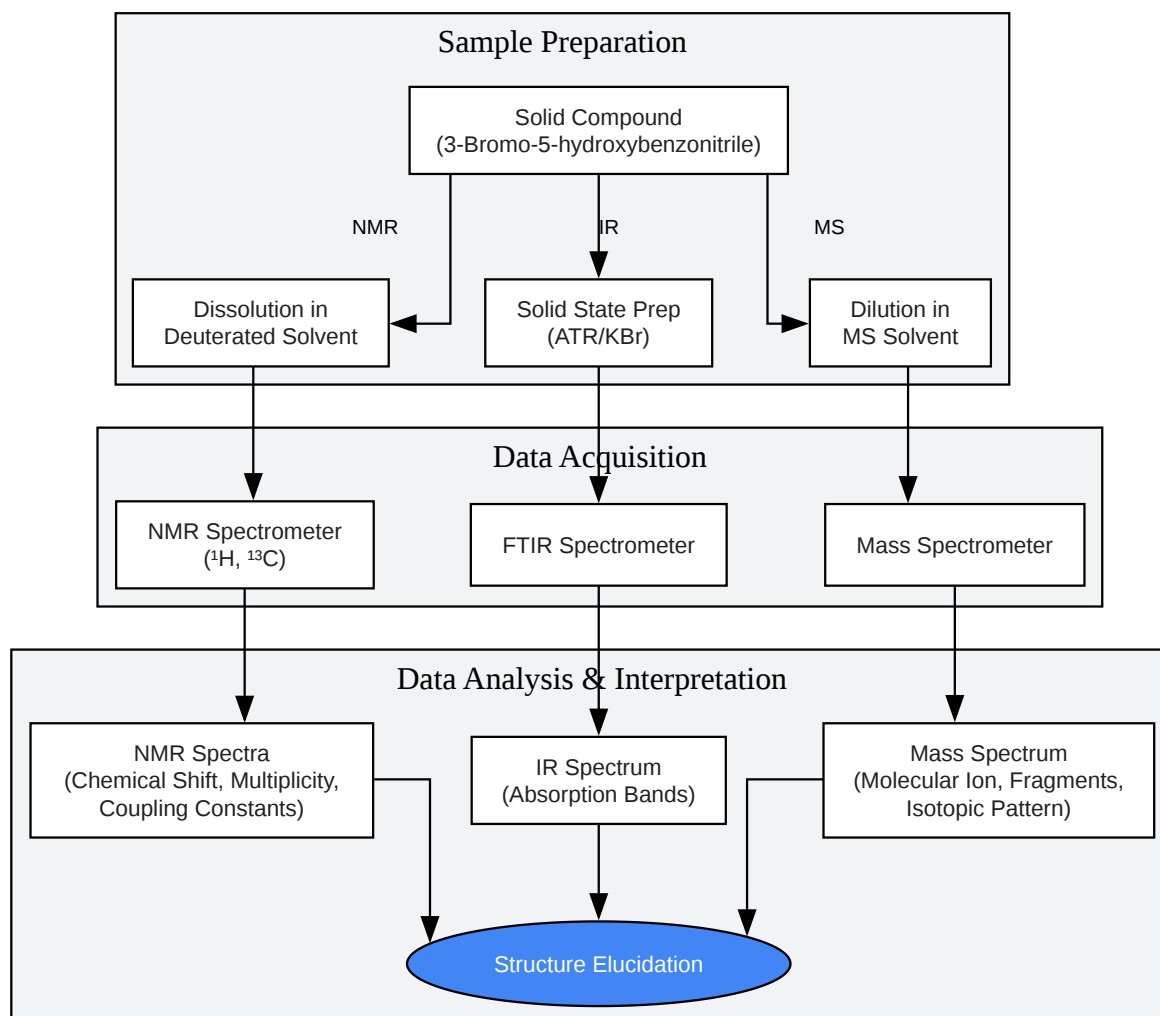 Sample Preparation
Solid Compound
(3-Bromo-5-hydroxybenzonitrile)
NMR
IR
MS
Dissolution in
Deuterated Solvent
Solid State Prep
(ATR/KBr)
Dilution in
MS Solvent
Data Acquisition
NMR Spectrometer
(¹H, ¹³C)
FTIR Spectrometer
Mass Spectrometer
Data Analysis & Interpretation
NMR Spectra
(Chemical Shift, Multiplicity,
Coupling Constants)
IR Spectrum
(Absorption Bands)
Mass Spectrum
(Molecular Ion, Fragments,
Isotopic Pattern)
Structure Elucidation